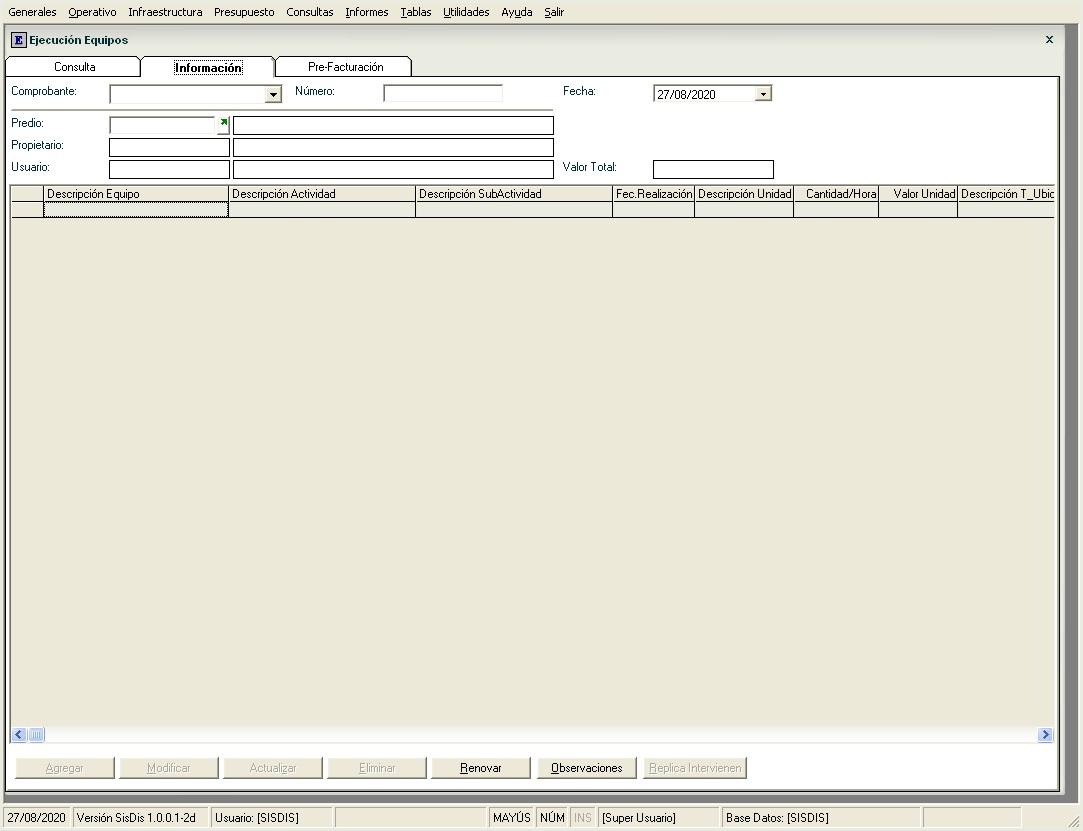 Generales Operativo Infraestructura Presupuesto Consultas Informes Tablas Utilidades Ayuda Salir
E Ejecución Equipos x
Consulta Información Pre-Facturación
Comprobante: Número: Fecha: 27/08/2020
Predio:
Propietario:
Usuario: Valor Total:
Descripción Equipo Descripción Actividad Descripción SubActividad Fec.Realización Descripción Unidad Cantidad/Hora Valor Unidad Descripción T_Ubic
Agregar Modificar Actualizar Eliminar Renovar Observaciones Replica Intervienen
27/08/2020 Versión SisDis 1.0.0.1-2d Usuario: [SISDIS] MAYÚS NÚM INS [Super Usuario] Base Datos: [SISDIS]